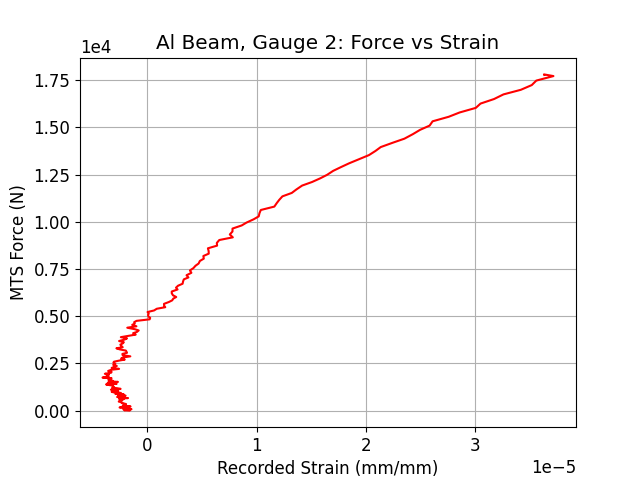 Al Beam, Gauge 2: Force vs Strain
1e4
1.75
1.50
1.25
1.00
0.75
0.50
0.25
0.00
MTS Force (N)
0 1 2 3
Recorded Strain (mm/mm)
1e−5